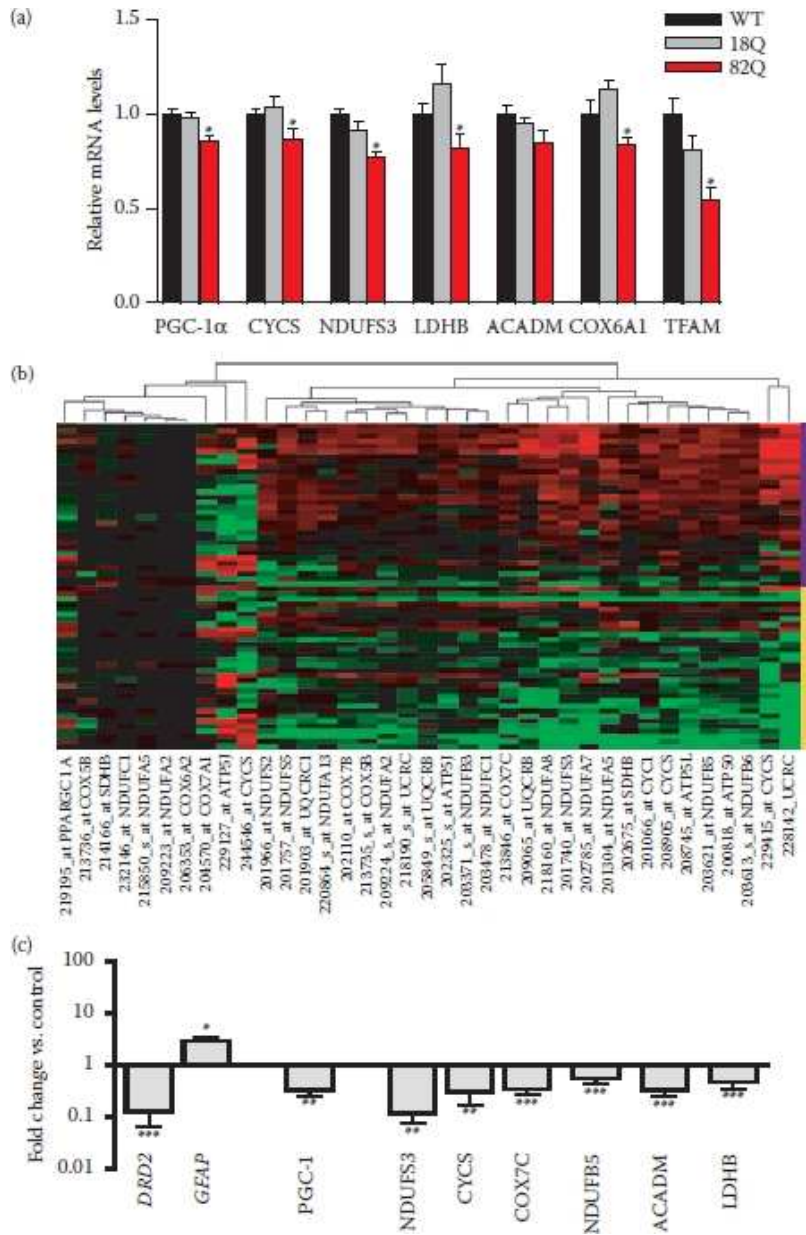 (a)
1.5
1.0
0.5
0.0
Relative mRNA levels
WT
18Q
82Q
*
*
*
*
*
*
PGC-1α CYCS NDUFS3 LDHB ACADM COX6A1 TFAM
(b)
219195_at PPARGC1A
213736_at COX5B
214166_at SDHB
232146_at NDUFC1
215850_s_at NDUFA5
209223_at NDUFA2
206353_at COX6A2
204570_at COX7A1
229127_at ATP5J
244546_at CYCS
201966_at NDUFS2
201757_at NDUFS5
201903_at UQCRC1
220864_s_at NDUFA13
202110_at COX7B
213735_s_at COX5B
209224_s_at NDUFA2
218190_s_at UCRC
205849_s_at UQCRB
202325_s_at ATP5J
203371_s_at NDUFB3
203478_at NDUFC1
213846_at COX7C
209065_at UQCRB
218160_at NDUFA8
201740_at NDUFS3
202785_at NDUFA7
201304_at NDUFA5
202675_at SDHB
201066_at CYC1
208905_at CYCS
208745_at ATP5L
203621_at NDUFB5
200818_at ATP5O
203613_s_at NDUFB6
229415_at CYCS
228142_UCRC
(c)
100
10
1
0.1
0.01
Fold change vs. control
***
*
**
**
**
***
***
***
***
DRD2
GFAP
PGC-1
NDUFS3
CYCS
COX7C
NDUFB5
ACADM
LDHB